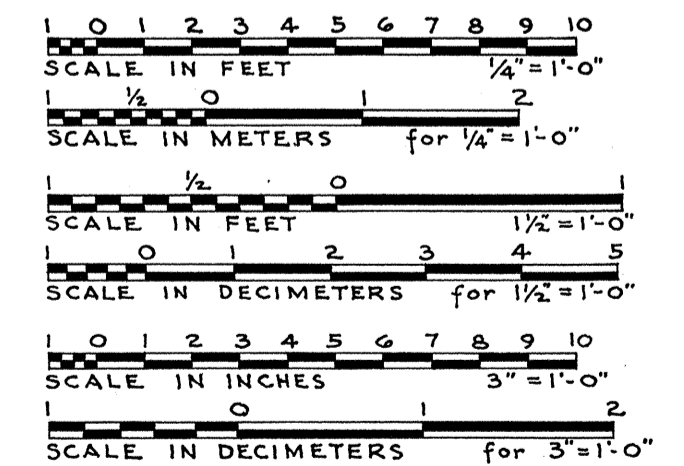 1 0 1 2 3 4 5 6 7 8 9 10
SCALE IN FEET 1/4" = 1'-0"
1 1/2 0 1 2
SCALE IN METERS for 1/4" = 1'-0"
1 1/2 0 1
SCALE IN FEET 1 1/2" = 1'-0"
1 0 1 2 3 4 5
SCALE IN DECIMETERS for 1 1/2" = 1'-0"
1 0 1 2 3 4 5 6 7 8 9 10
SCALE IN INCHES 3" = 1'-0"
1 0 1 2
SCALE IN DECIMETERS for 3" = 1'-0"